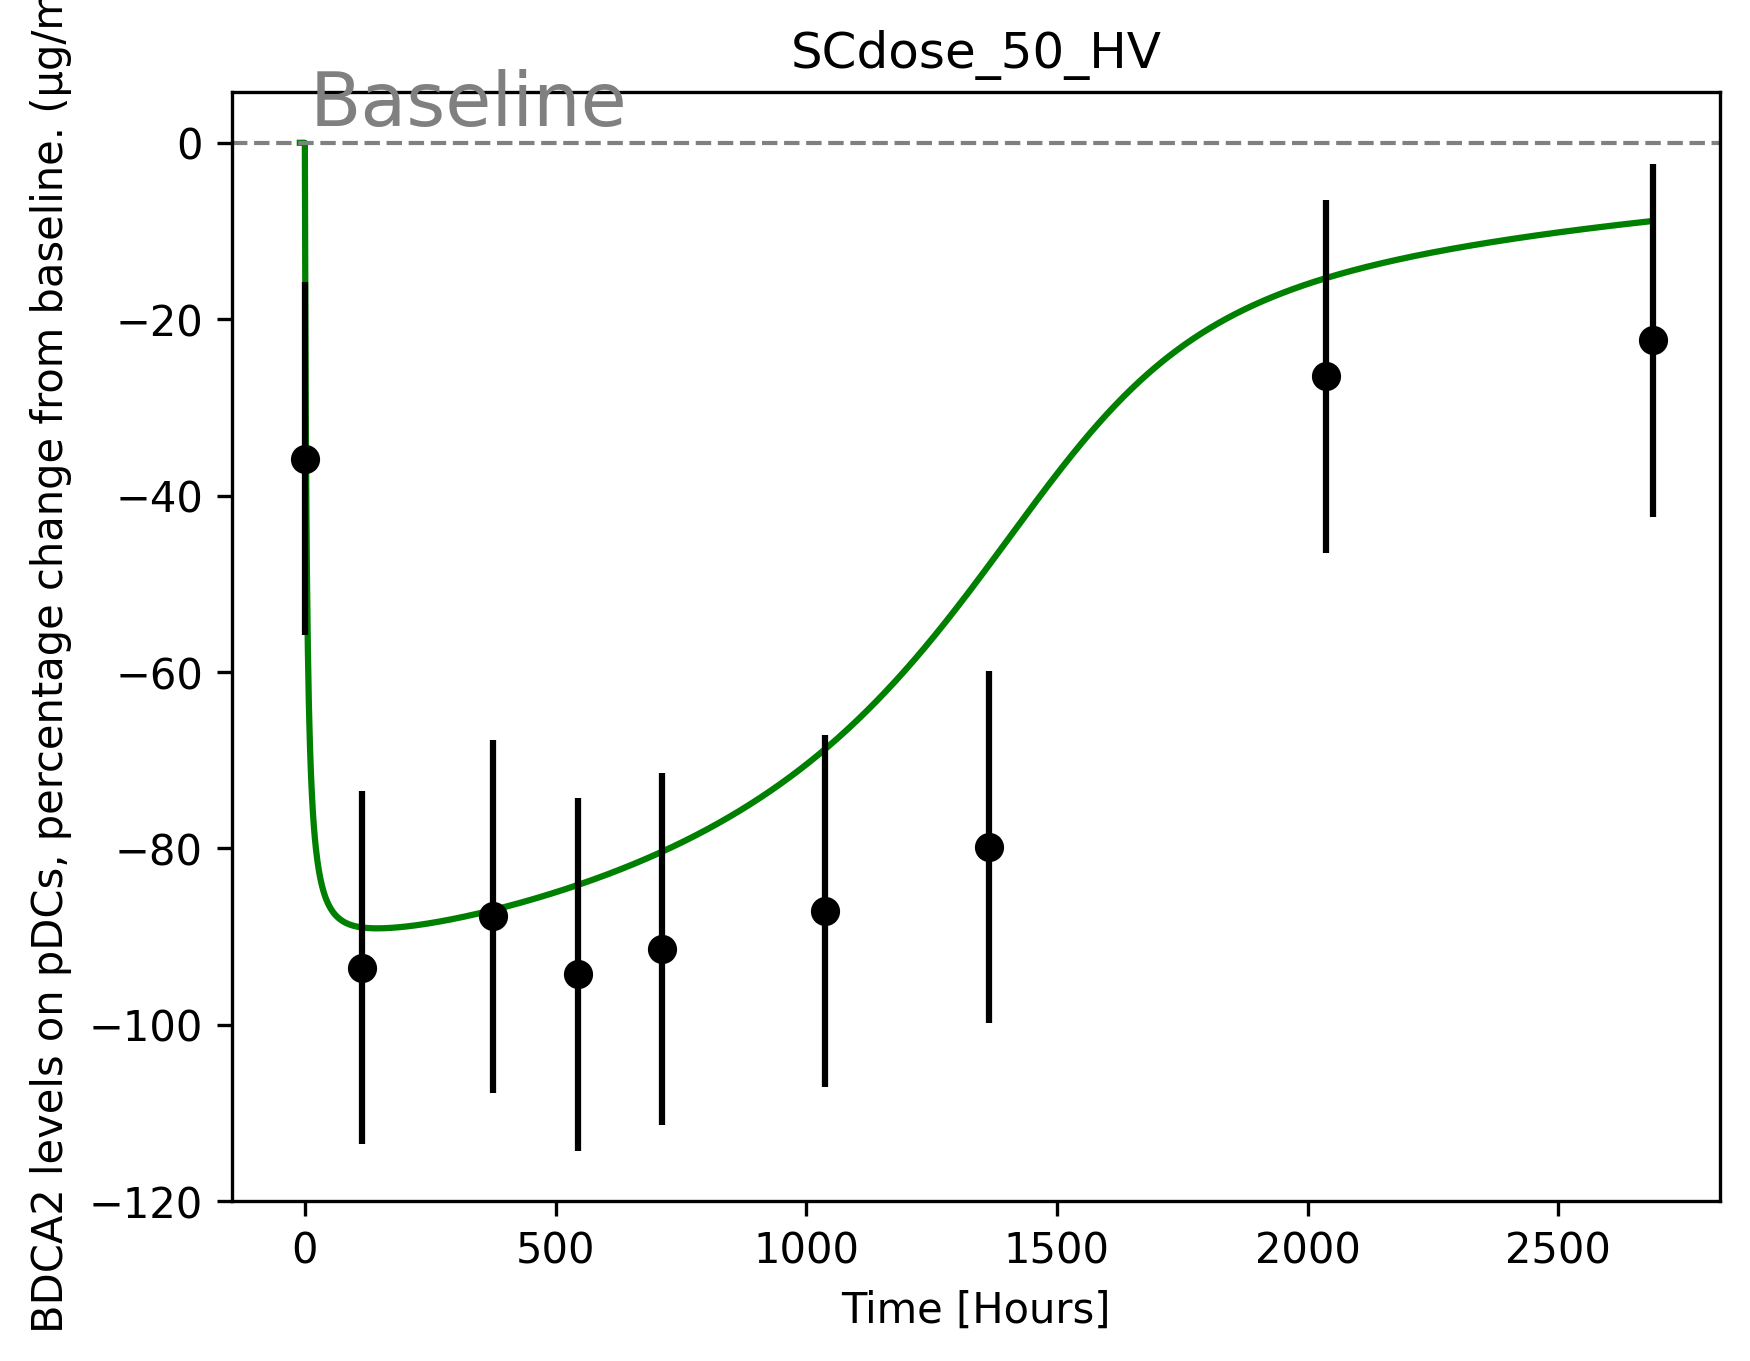 SCdose_50_HV
Baseline
BDCA2 levels on pDCs, percentage change from baseline. (µg/m
0
−20
−40
−60
−80
−100
−120
0 500 1000 1500 2000 2500
Time [Hours]